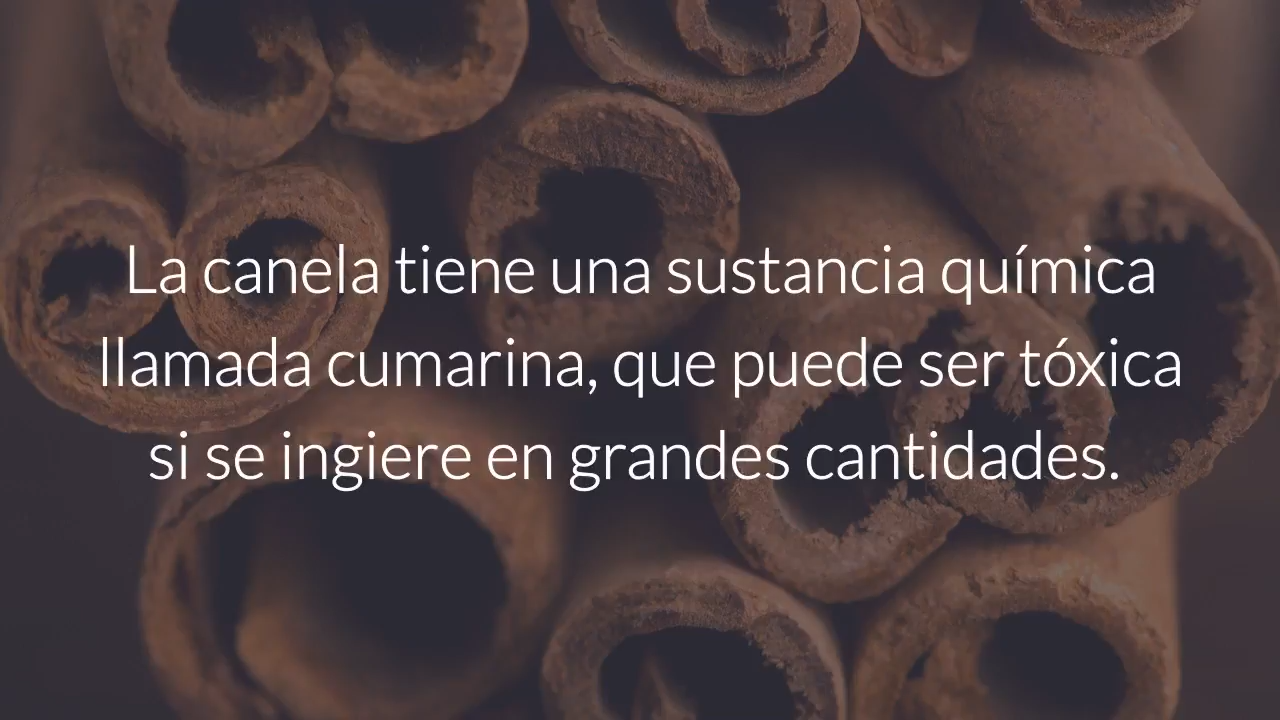 La canela tiene una sustancia química
llamada cumarina, que puede ser tóxica
si se ingiere en grandes cantidades.